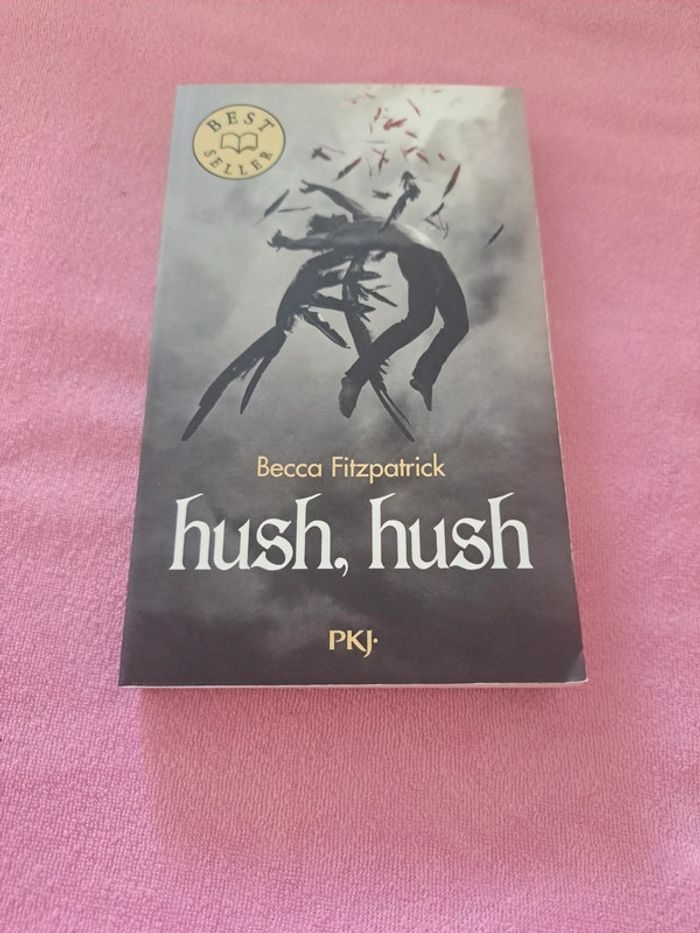 BEST
SELLER
Becca Fitzpatrick
hush, hush
PKJ·